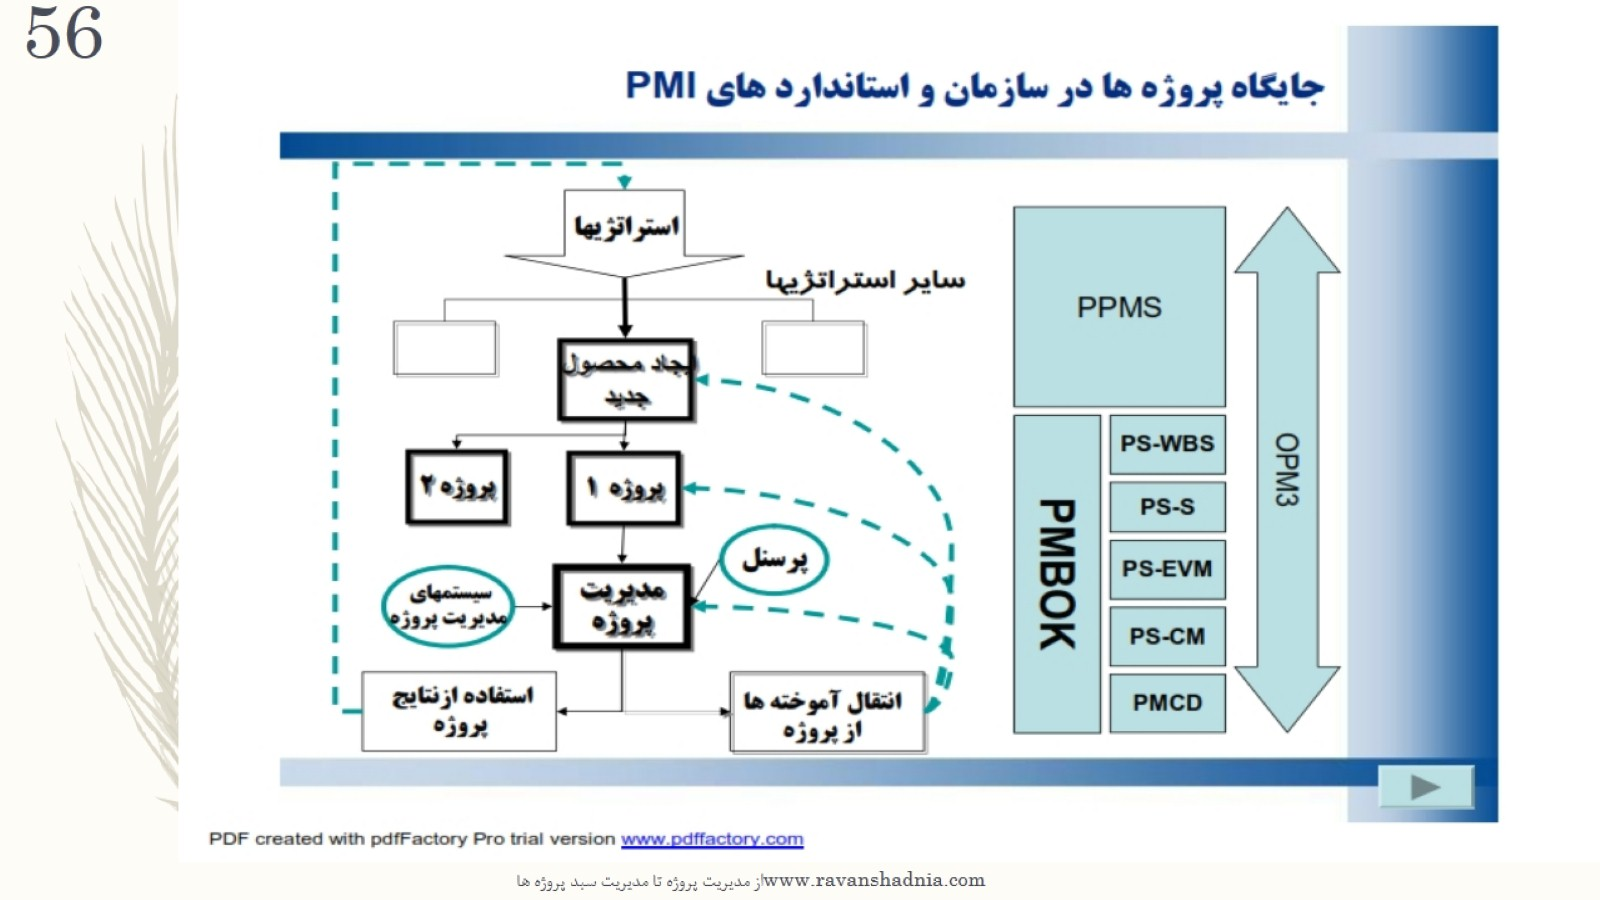 56
جایگاه پروژه ها در سازمان و استاندارد های PMI
استراتژیها
سایر استراتژیها
ایجاد محصول
جدید
پروژه ۱
پروژه ۲
پرسنل
سیستمهای
مدیریت پروژه
مدیریت
پروژه
انتقال آموخته ها
از پروژه
استفاده ازنتایج
پروژه
PPMS
PMBOK
PS-WBS
PS-S
PS-EVM
PS-CM
PMCD
OPM3
PDF created with pdfFactory Pro trial version www.pdffactory.com
از مدیریت پروژه تا مدیریت سبد پروژه ها www.ravanshadnia.com